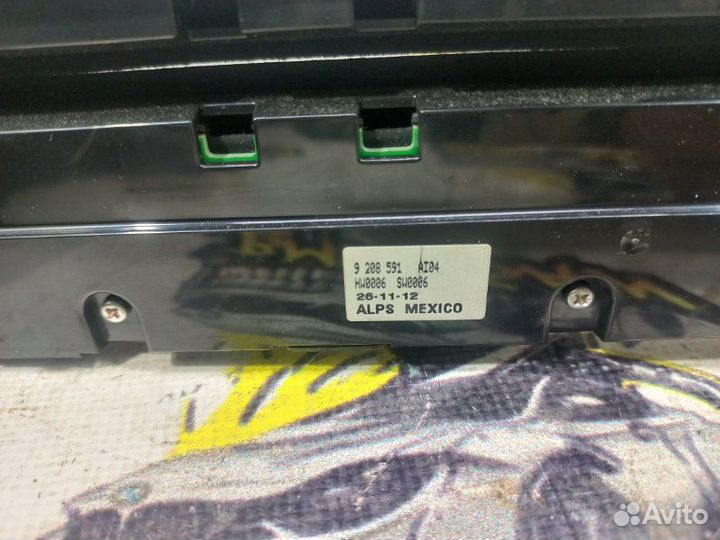 9 208 591 AI04
HW0006 SW0006
26-11-12
ALPS MEXICO
Avito